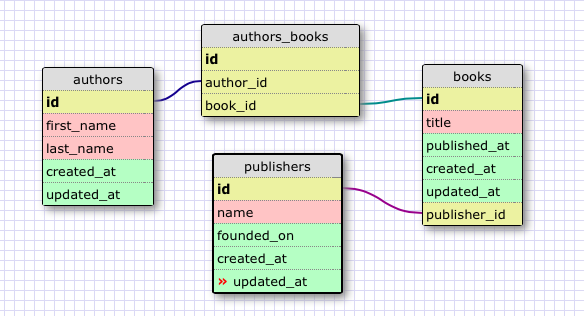 authors_books
id
author_id
book_id
authors
id
first_name
last_name
created_at
updated_at
books
id
title
published_at
created_at
updated_at
publisher_id
publishers
id
name
founded_on
created_at
» updated_at